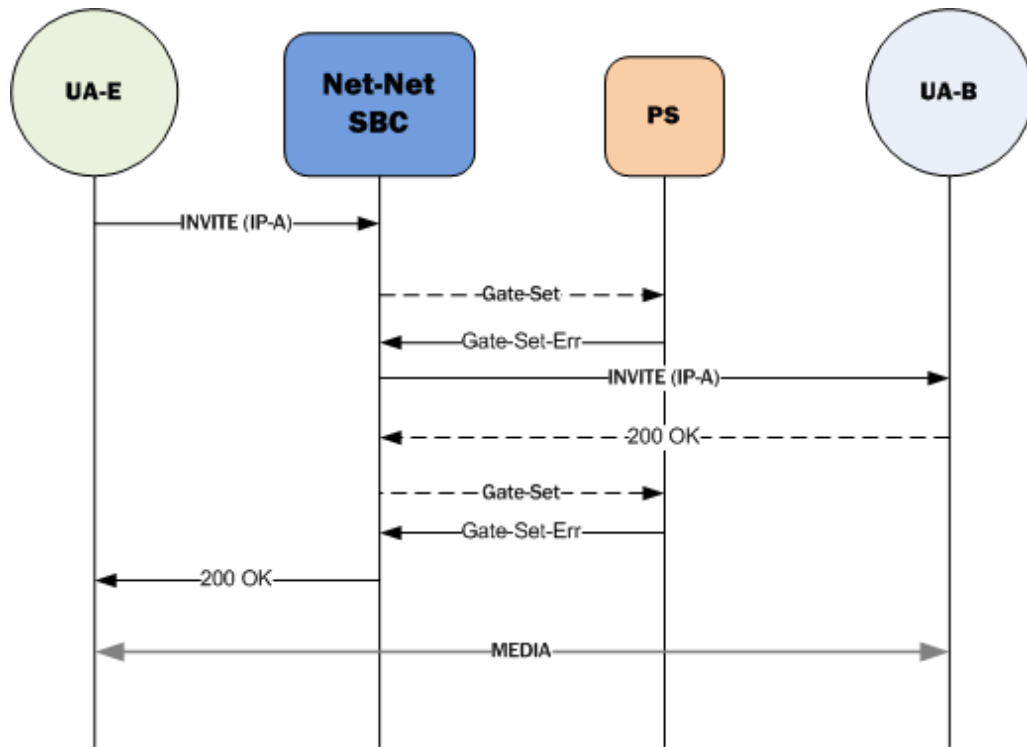 UA-E
Net-Net
SBC
PS
UA-B
INVITE (IP-A)
Gate-Set
Gate-Set-Err
INVITE (IP-A)
200 OK
Gate-Set
Gate-Set-Err
200 OK
MEDIA